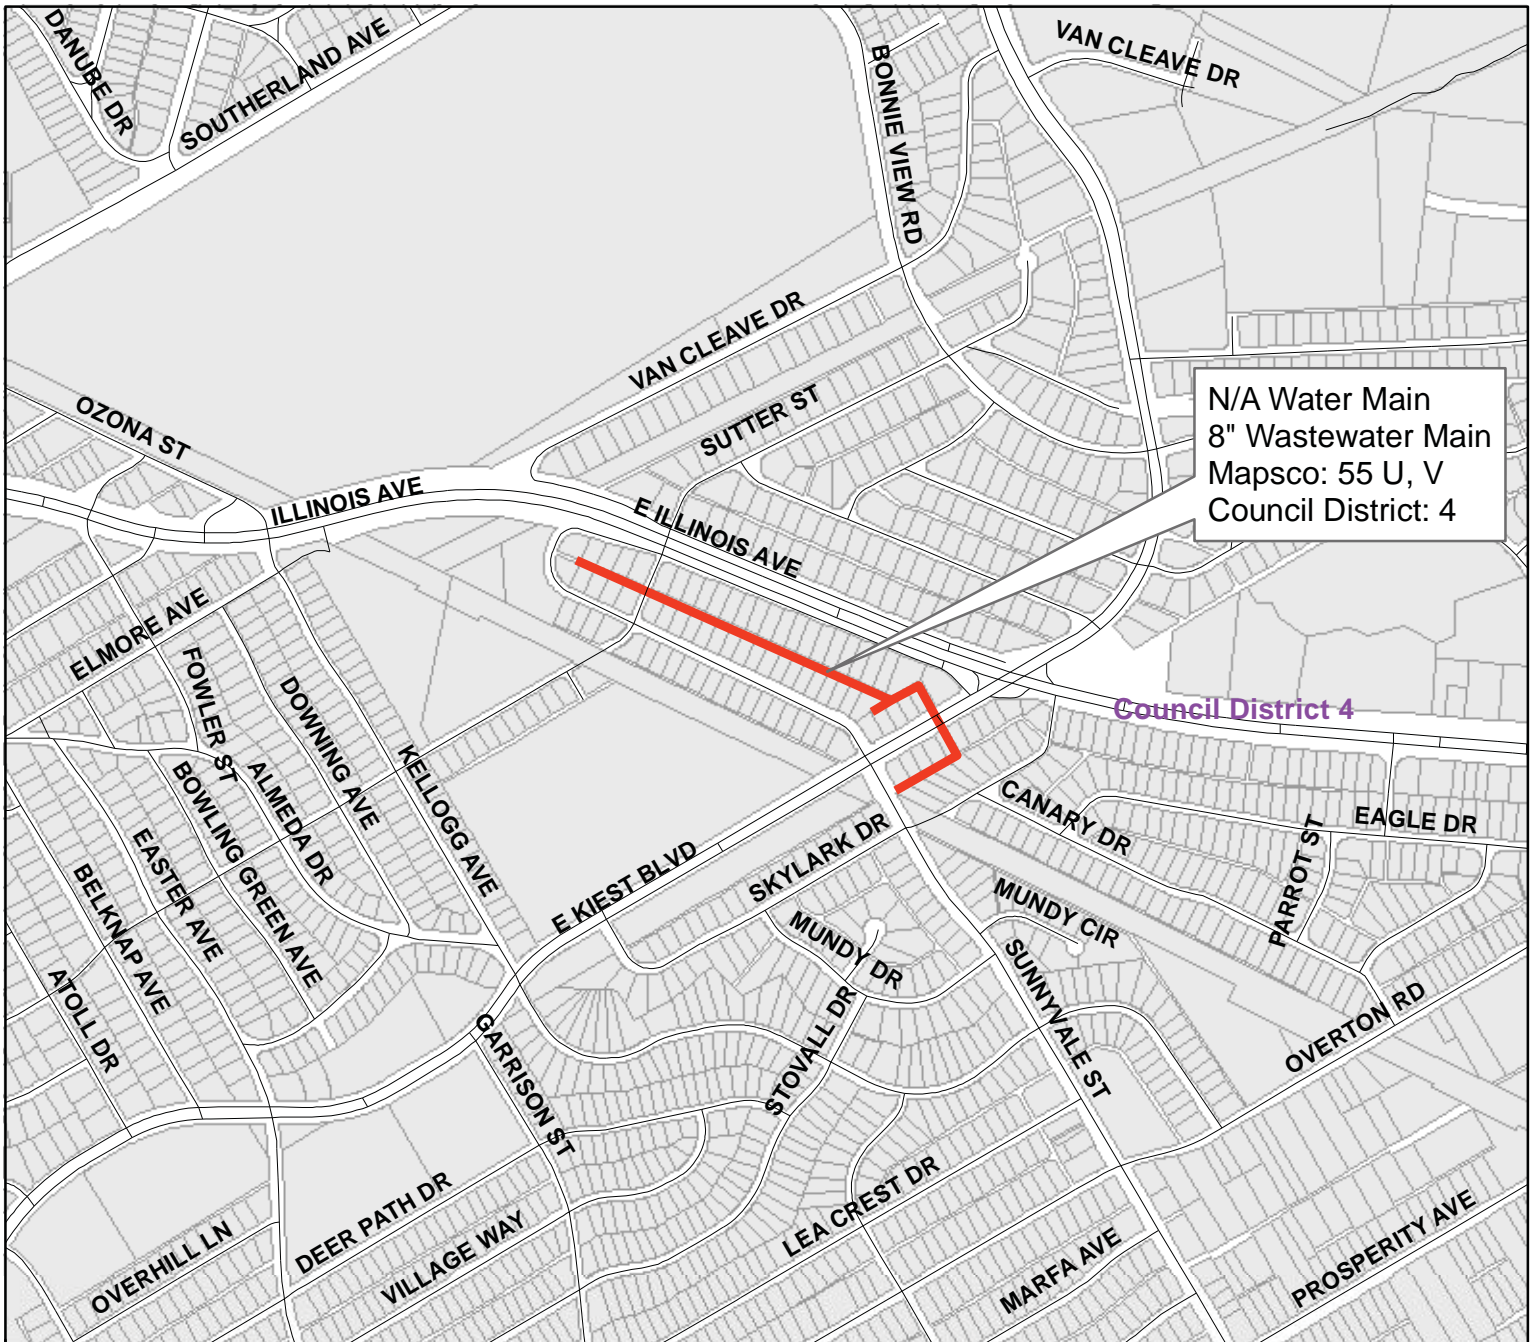 DANUBE DR
SOUTHERLAND AVE
BONNIE VIEW RD
VAN CLEAVE DR
VAN CLEAVE DR
OZONA ST
SUTTER ST
N/A Water Main
8" Wastewater Main
Mapsco: 55 U, V
Council District: 4
ILLINOIS AVE
E ILLINOIS AVE
ELMORE AVE
FOWLER ST
DOWNING AVE
Council District 4
KELLOGG AVE
ALMEDA DR
BOWLING GREEN AVE
EASTER AVE
BELKNAP AVE
ATOLL DR
E KIEST BLVD
SKYLARK DR
CANARY DR
EAGLE DR
PARROT ST
MUNDY CIR
MUNDY DR
SUNNYVALE ST
STOVALL DR
GARRISON ST
OVERTON RD
DEER PATH DR
OVERHILL LN
VILLAGE WAY
LEA CREST DR
MARFA AVE
PROSPERITY AVE